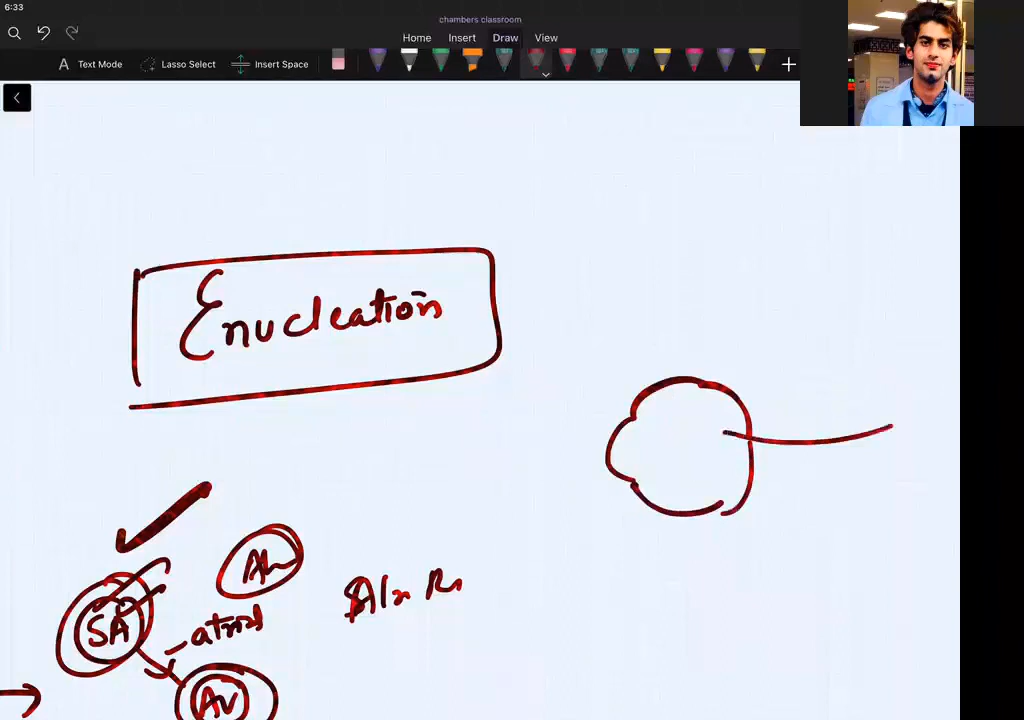 6:33
chambers classroom
Home Insert Draw View
Text Mode Lasso Select Insert Space
Enucleation
SA
atrial
AV